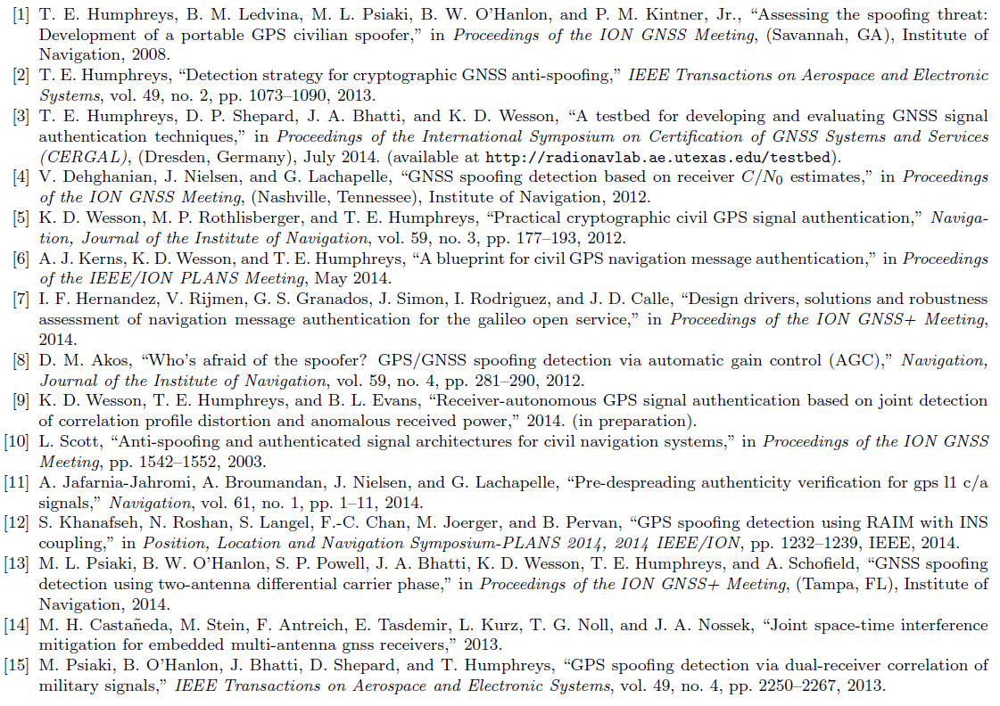 [1] T. E. Humphreys, B. M. Ledvina, M. L. Psiaki, B. W. O’Hanlon, and P. M. Kintner, Jr., “Assessing the spoofing threat:
Development of a portable GPS civilian spoofer,” in Proceedings of the ION GNSS Meeting, (Savannah, GA), Institute of
Navigation, 2008.
[2] T. E. Humphreys, “Detection strategy for cryptographic GNSS anti-spoofing,” IEEE Transactions on Aerospace and Electronic
Systems, vol. 49, no. 2, pp. 1073–1090, 2013.
[3] T. E. Humphreys, D. P. Shepard, J. A. Bhatti, and K. D. Wesson, “A testbed for developing and evaluating GNSS signal
authentication techniques,” in Proceedings of the International Symposium on Certification of GNSS Systems and Services
(CERGAL), (Dresden, Germany), July 2014. (available at http://radionavlab.ae.utexas.edu/testbed).
[4] V. Dehghanian, J. Nielsen, and G. Lachapelle, “GNSS spoofing detection based on receiver C/N₀ estimates,” in Proceedings
of the ION GNSS Meeting, (Nashville, Tennessee), Institute of Navigation, 2012.
[5] K. D. Wesson, M. P. Rothlisberger, and T. E. Humphreys, “Practical cryptographic civil GPS signal authentication,” Naviga-
tion, Journal of the Institute of Navigation, vol. 59, no. 3, pp. 177–193, 2012.
[6] A. J. Kerns, K. D. Wesson, and T. E. Humphreys, “A blueprint for civil GPS navigation message authentication,” in Proceedings
of the IEEE/ION PLANS Meeting, May 2014.
[7] I. F. Hernandez, V. Rijmen, G. S. Granados, J. Simon, I. Rodriguez, and J. D. Calle, “Design drivers, solutions and robustness
assessment of navigation message authentication for the galileo open service,” in Proceedings of the ION GNSS+ Meeting,
2014.
[8] D. M. Akos, “Who’s afraid of the spoofer? GPS/GNSS spoofing detection via automatic gain control (AGC),” Navigation,
Journal of the Institute of Navigation, vol. 59, no. 4, pp. 281–290, 2012.
[9] K. D. Wesson, T. E. Humphreys, and B. L. Evans, “Receiver-autonomous GPS signal authentication based on joint detection
of correlation profile distortion and anomalous received power,” 2014. (in preparation).
[10] L. Scott, “Anti-spoofing and authenticated signal architectures for civil navigation systems,” in Proceedings of the ION GNSS
Meeting, pp. 1542–1552, 2003.
[11] A. Jafarnia-Jahromi, A. Broumandan, J. Nielsen, and G. Lachapelle, “Pre-despreading authenticity verification for gps l1 c/a
signals,” Navigation, vol. 61, no. 1, pp. 1–11, 2014.
[12] S. Khanafseh, N. Roshan, S. Langel, F.-C. Chan, M. Joerger, and B. Pervan, “GPS spoofing detection using RAIM with INS
coupling,” in Position, Location and Navigation Symposium-PLANS 2014, 2014 IEEE/ION, pp. 1232–1239, IEEE, 2014.
[13] M. L. Psiaki, B. W. O’Hanlon, S. P. Powell, J. A. Bhatti, K. D. Wesson, T. E. Humphreys, and A. Schofield, “GNSS spoofing
detection using two-antenna differential carrier phase,” in Proceedings of the ION GNSS+ Meeting, (Tampa, FL), Institute of
Navigation, 2014.
[14] M. H. Castañeda, M. Stein, F. Antreich, E. Tasdemir, L. Kurz, T. G. Noll, and J. A. Nossek, “Joint space-time interference
mitigation for embedded multi-antenna gnss receivers,” 2013.
[15] M. Psiaki, B. O’Hanlon, J. Bhatti, D. Shepard, and T. Humphreys, “GPS spoofing detection via dual-receiver correlation of
military signals,” IEEE Transactions on Aerospace and Electronic Systems, vol. 49, no. 4, pp. 2250–2267, 2013.